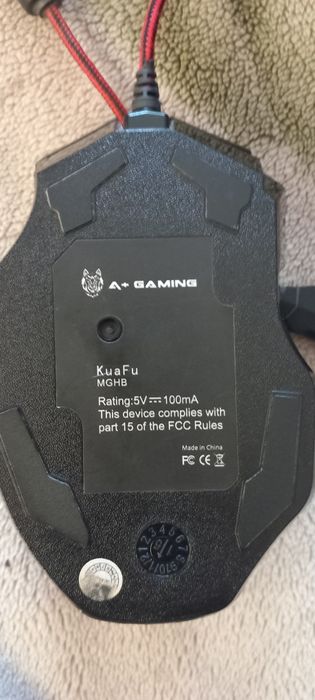 A+ GAMING
KuaFu
MGHB
Rating:5V⎓100mA
This device complies with
part 15 of the FCC Rules
Made in China
FC CE